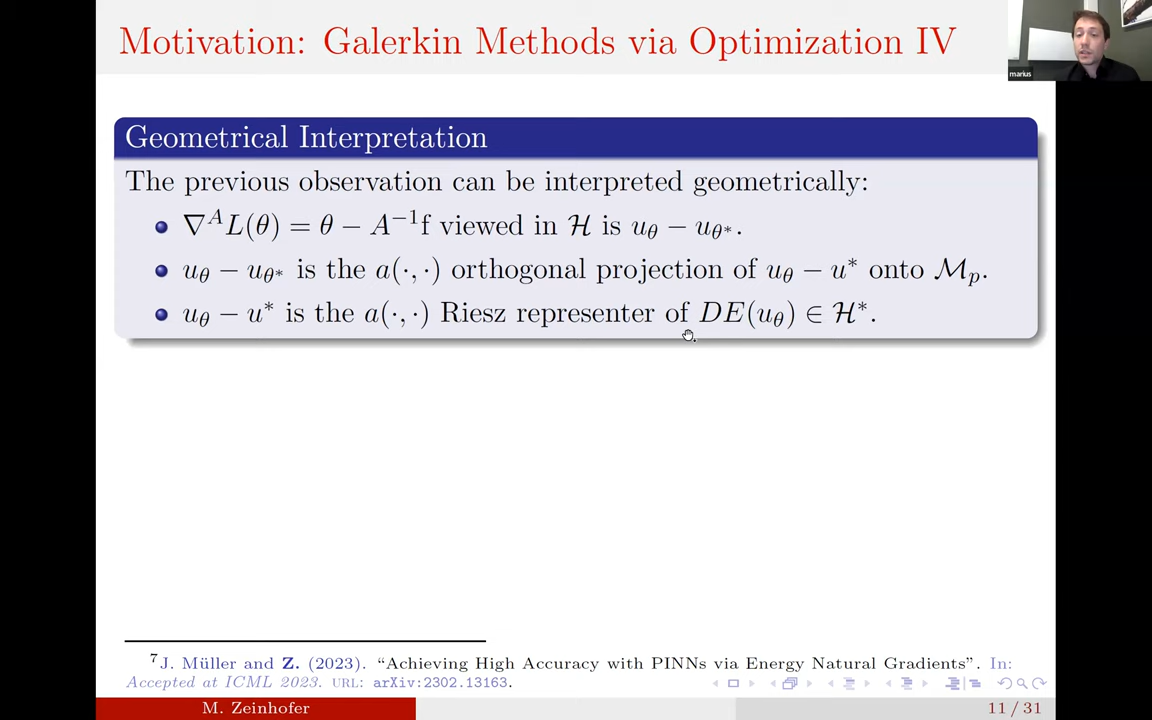 Motivation: Galerkin Methods via Optimization IV
marius
Geometrical Interpretation
The previous observation can be interpreted geometrically:
∇^A L(θ) = θ − A^{−1}f viewed in ℋ is u_θ − u_{θ*}.
u_θ − u_{θ*} is the a(·,·) orthogonal projection of u_θ − u* onto ℳ_p.
u_θ − u* is the a(·,·) Riesz representer of DE(u_θ) ∈ ℋ*.
⁷J. Müller and Z. (2023). “Achieving High Accuracy with PINNs via Energy Natural Gradients”. In:
Accepted at ICML 2023. URL: arXiv:2302.13163.
M. Zeinhofer
11 / 31